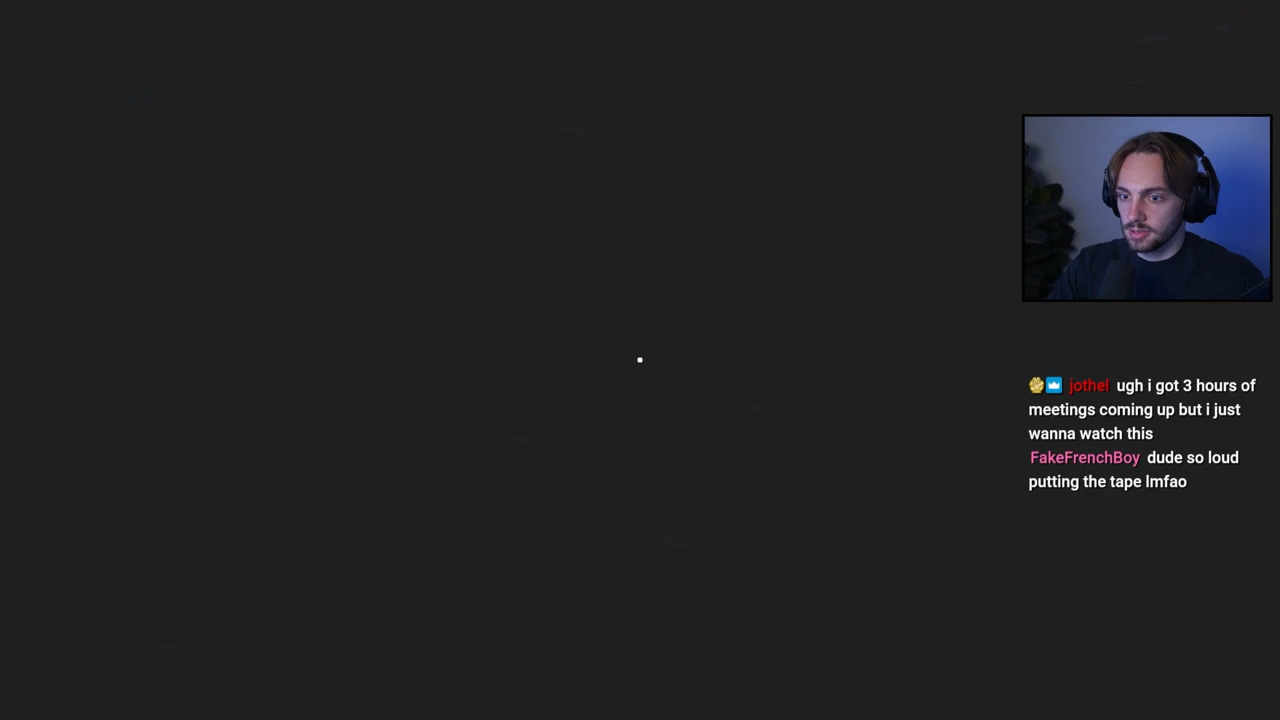 jothel ugh i got 3 hours of
meetings coming up but i just
wanna watch this
FakeFrenchBoy dude so loud
putting the tape lmfao